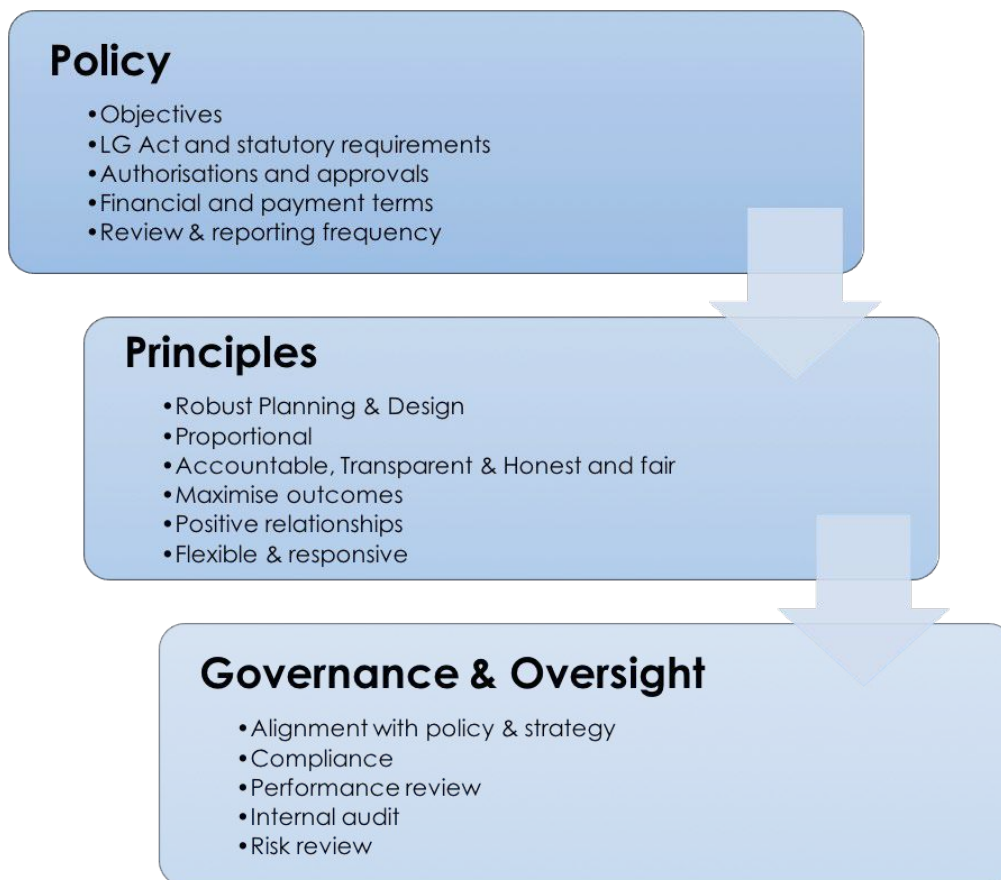 Policy
•Objectives
•LG Act and statutory requirements
•Authorisations and approvals
•Financial and payment terms
•Review & reporting frequency
Principles
•Robust Planning & Design
•Proportional
•Accountable, Transparent & Honest and fair
•Maximise outcomes
•Positive relationships
•Flexible & responsive
Governance & Oversight
•Alignment with policy & strategy
•Compliance
•Performance review
•Internal audit
•Risk review